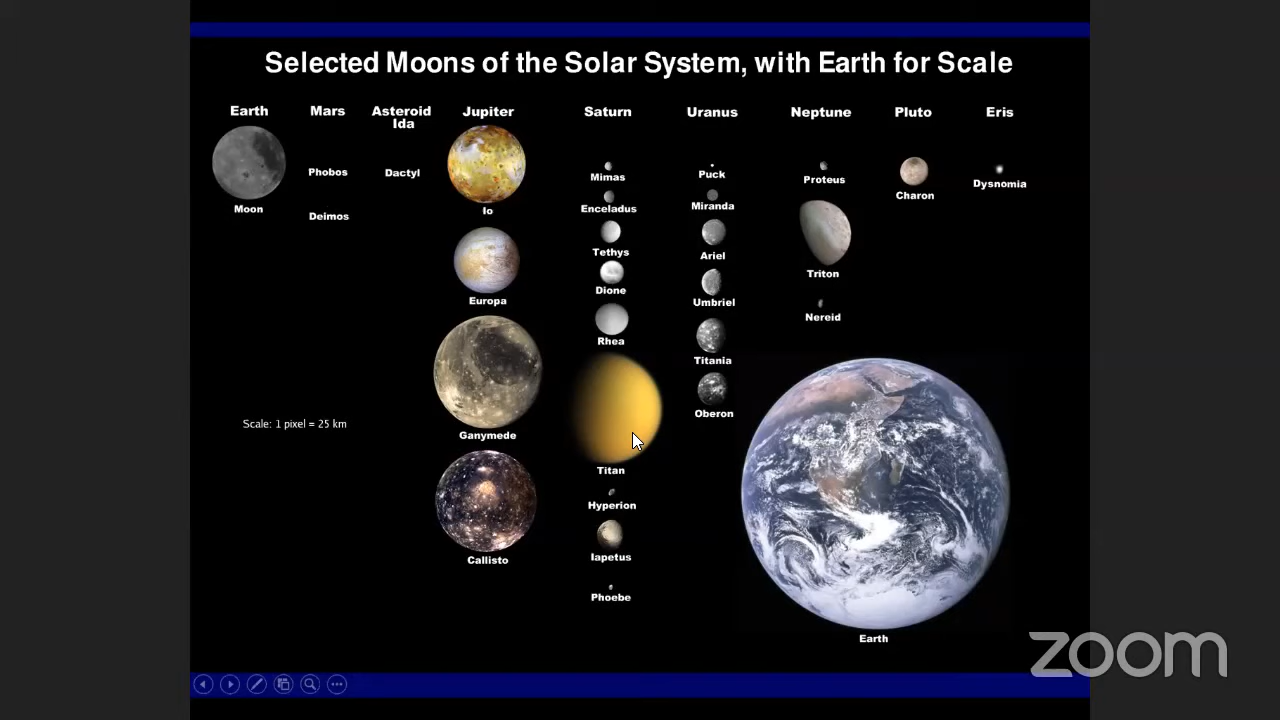 Selected Moons of the Solar System, with Earth for Scale
Earth
Mars
Asteroid
Ida
Jupiter
Saturn
Uranus
Neptune
Pluto
Eris
Moon
Phobos
Deimos
Dactyl
Io
Europa
Ganymede
Callisto
Mimas
Enceladus
Tethys
Dione
Rhea
Titan
Hyperion
Iapetus
Phoebe
Puck
Miranda
Ariel
Umbriel
Titania
Oberon
Proteus
Triton
Nereid
Charon
Dysnomia
Scale: 1 pixel = 25 km
Earth
zoom